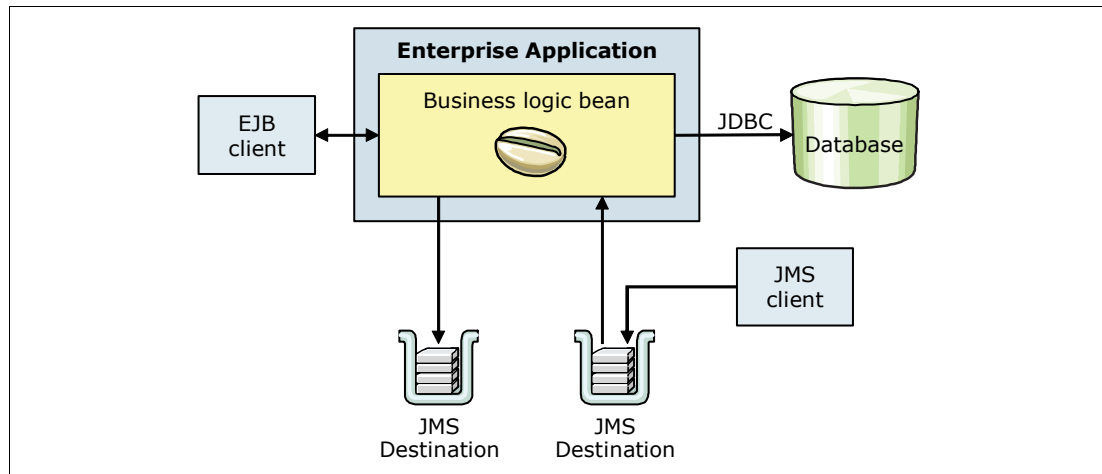 Enterprise Application
Business logic bean
EJB
client
JDBC
Database
JMS
client
JMS
Destination
JMS
Destination